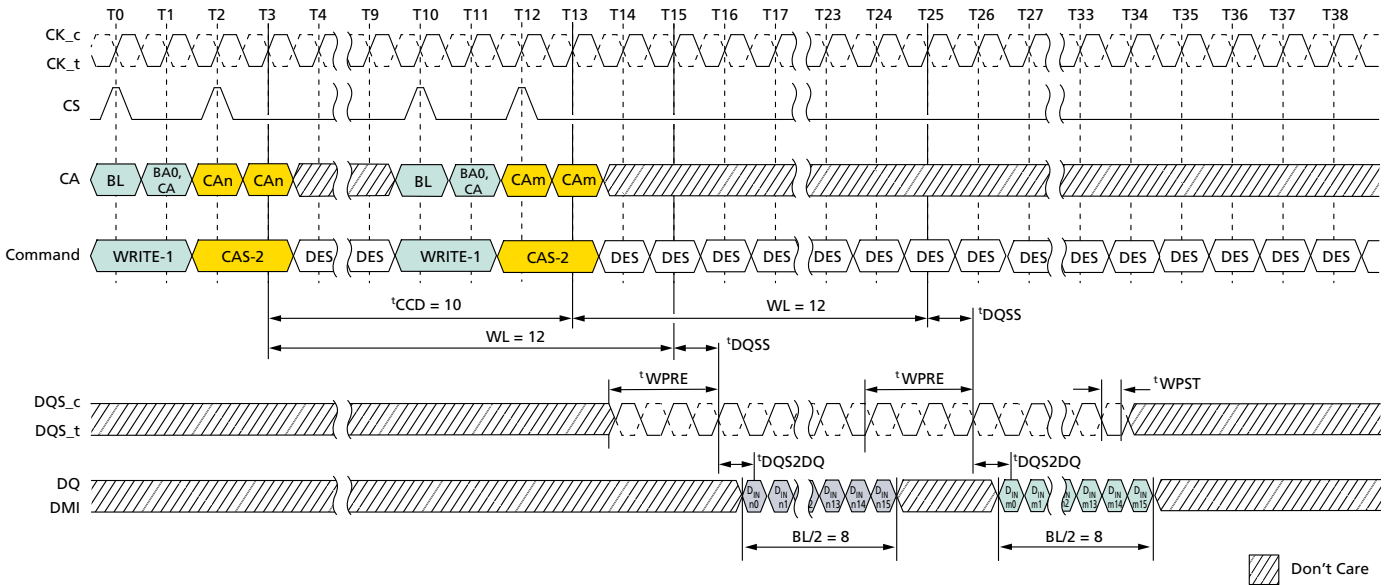 T0 T1 T2 T3 T4 T9 T10 T11 T12 T13 T14 T15 T16 T17 T23 T24 T25 T26 T27 T33 T34 T35 T36 T37 T38
CK_c
CK_t
CS
CA BL BA0, CA CAn CAn BL BA0, CA CAm CAm
Command WRITE-1 CAS-2 DES DES WRITE-1 CAS-2 DES DES DES DES DES DES DES DES DES DES DES DES DES DES DES
tCCD = 10 WL = 12 tDQSS
WL = 12 tDQSS
tWPRE tWPRE tWPST
DQS_c
DQS_t
tDQS2DQ tDQS2DQ
DQ
DMI
DIN n0 DIN n1 DIN n13 DIN n14 DIN n15 DIN m0 DIN m1 DIN m13 DIN m14 DIN m15
BL/2 = 8 BL/2 = 8
Don't Care